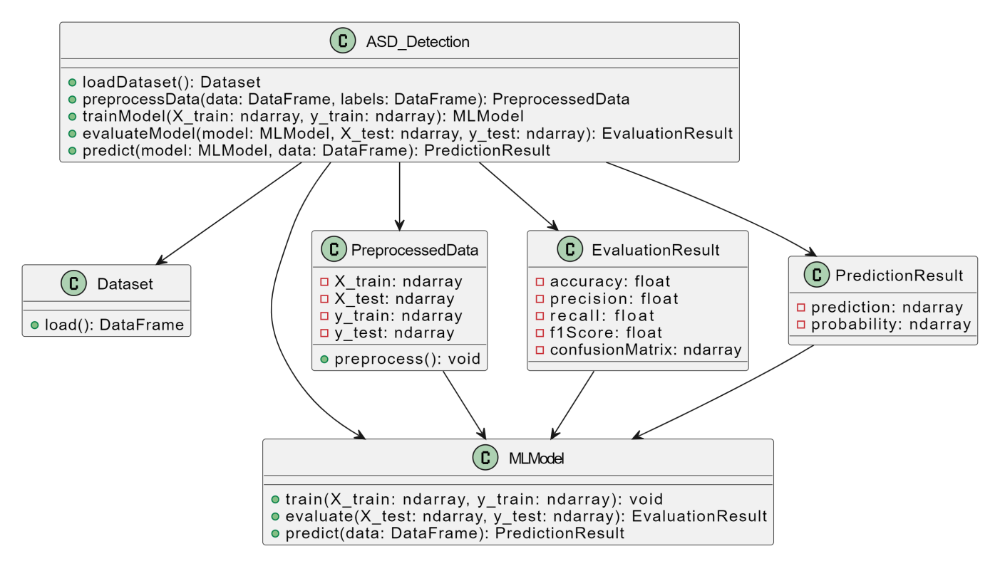 C ASD_Detection
loadDataset(): Dataset
preprocessData(data: DataFrame, labels: DataFrame): PreprocessedData
trainModel(X_train: ndarray, y_train: ndarray): MLModel
evaluateModel(model: MLModel, X_test: ndarray, y_test: ndarray): EvaluationResult
predict(model: MLModel, data: DataFrame): PredictionResult
C Dataset
load(): DataFrame
C PreprocessedData
X_train: ndarray
X_test: ndarray
y_train: ndarray
y_test: ndarray
preprocess(): void
C EvaluationResult
accuracy: float
precision: float
recall: float
f1Score: float
confusionMatrix: ndarray
C PredictionResult
prediction: ndarray
probability: ndarray
C MLModel
train(X_train: ndarray, y_train: ndarray): void
evaluate(X_test: ndarray, y_test: ndarray): EvaluationResult
predict(data: DataFrame): PredictionResult